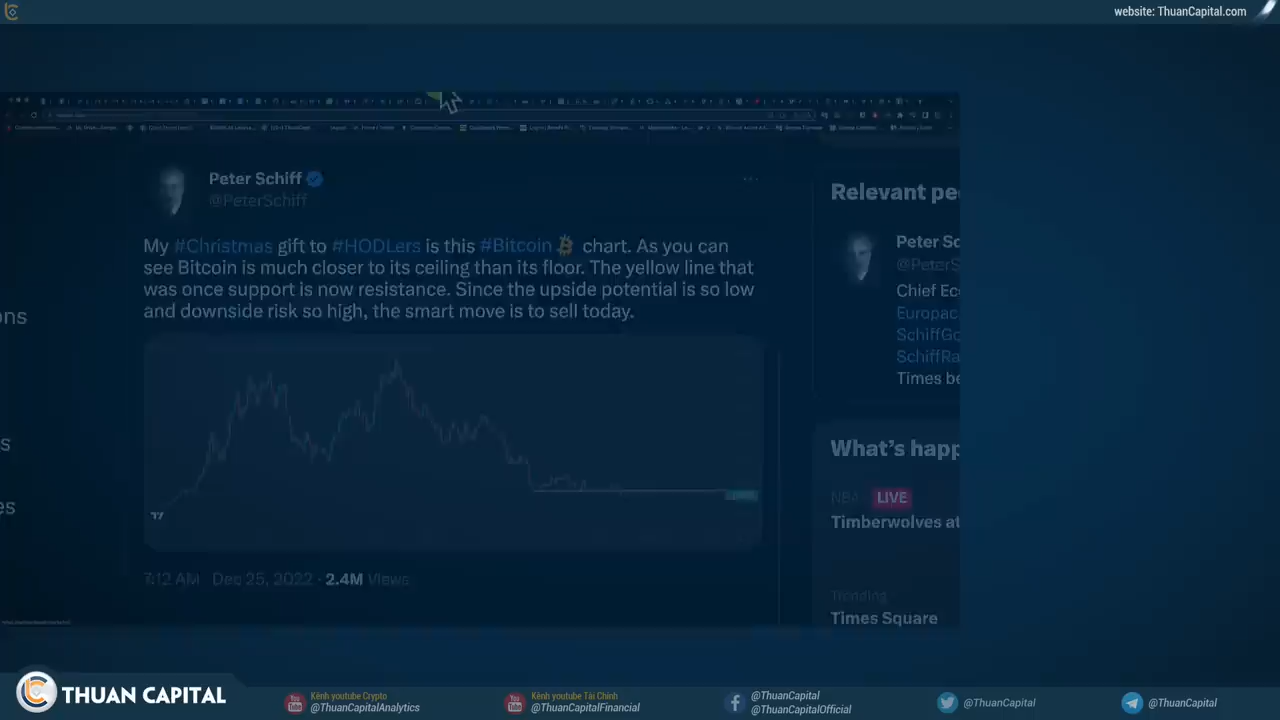 website: ThuanCapital.com
Peter Schiff
@PeterSchiff
My #Christmas gift to #HODLers is this #Bitcoin chart. As you can
see Bitcoin is much closer to its ceiling than its floor. The yellow line that
was once support is now resistance. Since the upside potential is so low
and downside risk so high, the smart move is to sell today.
7:12 AM Dec 25, 2022 · 2.4M Views
ons
s
es
Relevant pe
Peter Sc
@PeterS
Chief Ec
Europac
SchiffGo
SchiffRa
Times be
What's happ
NBA LIVE
Timberwolves at
Trending
Times Square
THUAN CAPITAL
Kênh youtube Crypto
@ThuanCapitalAnalytics
Kênh youtube Tài Chính
@ThuanCapitalFinancial
@ThuanCapital
@ThuanCapitalOfficial
@ThuanCapital
@ThuanCapital